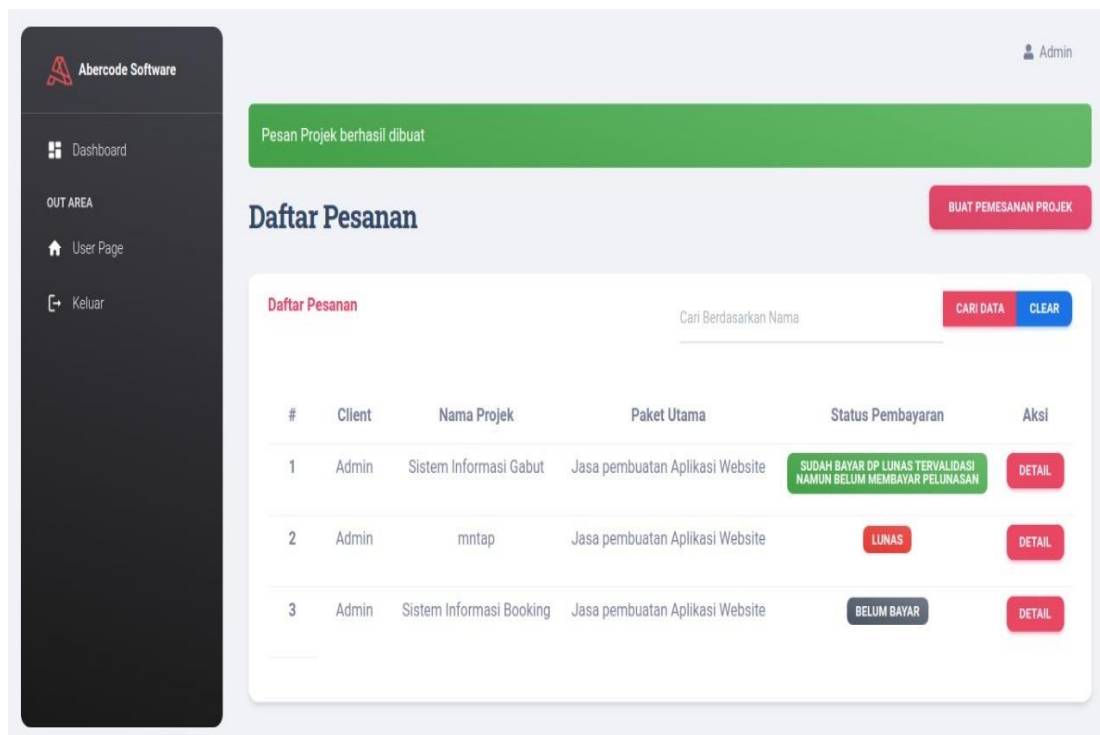 Abercode Software
Admin
Dashboard
OUT AREA
User Page
Keluar
Pesan Projek berhasil dibuat
Daftar Pesanan
BUAT PEMESANAN PROJEK
Daftar Pesanan
Cari Berdasarkan Nama
CARI DATA
CLEAR
# Client Nama Projek Paket Utama Status Pembayaran Aksi
1 Admin Sistem Informasi Gabut Jasa pembuatan Aplikasi Website SUDAH BAYAR DP LUNAS TERVALIDASI
NAMUN BELUM MEMBAYAR PELUNASAN DETAIL
2 Admin mntap Jasa pembuatan Aplikasi Website LUNAS DETAIL
3 Admin Sistem Informasi Booking Jasa pembuatan Aplikasi Website BELUM BAYAR DETAIL